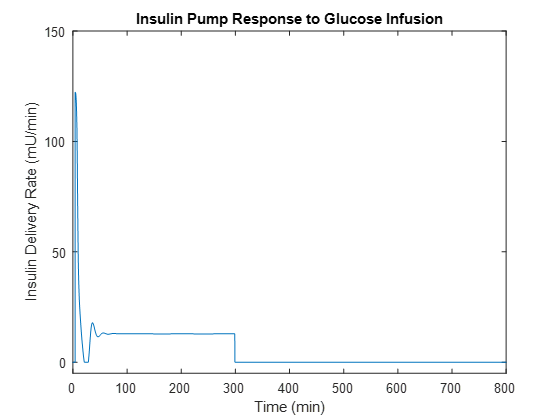 Insulin Pump Response to Glucose Infusion
150
100
50
0
Insulin Delivery Rate (mU/min)
0 100 200 300 400 500 600 700 800
Time (min)